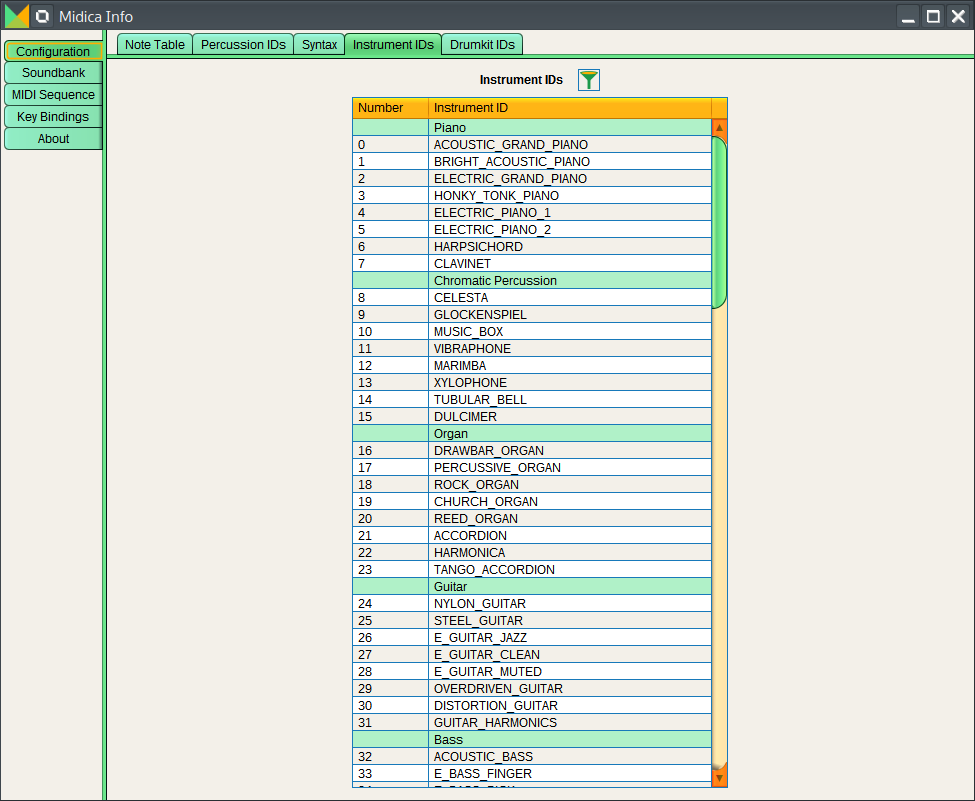 Midica Info
Note Table Percussion IDs Syntax Instrument IDs Drumkit IDs
Configuration
Soundbank
MIDI Sequence
Key Bindings
About
Instrument IDs
Number Instrument ID
Piano
0 ACOUSTIC_GRAND_PIANO
1 BRIGHT_ACOUSTIC_PIANO
2 ELECTRIC_GRAND_PIANO
3 HONKY_TONK_PIANO
4 ELECTRIC_PIANO_1
5 ELECTRIC_PIANO_2
6 HARPSICHORD
7 CLAVINET
Chromatic Percussion
8 CELESTA
9 GLOCKENSPIEL
10 MUSIC_BOX
11 VIBRAPHONE
12 MARIMBA
13 XYLOPHONE
14 TUBULAR_BELL
15 DULCIMER
Organ
16 DRAWBAR_ORGAN
17 PERCUSSIVE_ORGAN
18 ROCK_ORGAN
19 CHURCH_ORGAN
20 REED_ORGAN
21 ACCORDION
22 HARMONICA
23 TANGO_ACCORDION
Guitar
24 NYLON_GUITAR
25 STEEL_GUITAR
26 E_GUITAR_JAZZ
27 E_GUITAR_CLEAN
28 E_GUITAR_MUTED
29 OVERDRIVEN_GUITAR
30 DISTORTION_GUITAR
31 GUITAR_HARMONICS
Bass
32 ACOUSTIC_BASS
33 E_BASS_FINGER